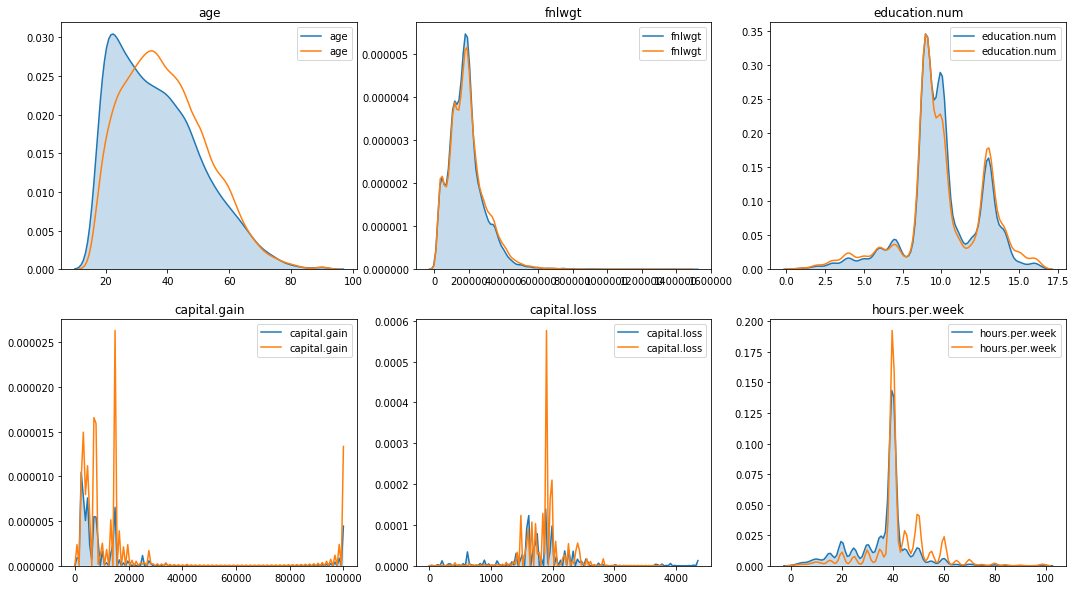 age
0.030
0.025
0.020
0.015
0.010
0.005
0.000
20 40 60 80 100
age
age
fnlwgt
0.000005
0.000004
0.000003
0.000002
0.000001
0.000000
0 200000 400000 600000 800000 1000000 1200000 1400000 1600000
fnlwgt
fnlwgt
education.num
0.35
0.30
0.25
0.20
0.15
0.10
0.05
0.00
0.0 2.5 5.0 7.5 10.0 12.5 15.0 17.5
education.num
education.num
capital.gain
0.000025
0.000020
0.000015
0.000010
0.000005
0.000000
0 20000 40000 60000 80000 100000
capital.gain
capital.gain
capital.loss
0.0006
0.0005
0.0004
0.0003
0.0002
0.0001
0.0000
0 1000 2000 3000 4000
capital.loss
capital.loss
hours.per.week
0.200
0.175
0.150
0.125
0.100
0.075
0.050
0.025
0.000
0 20 40 60 80 100
hours.per.week
hours.per.week